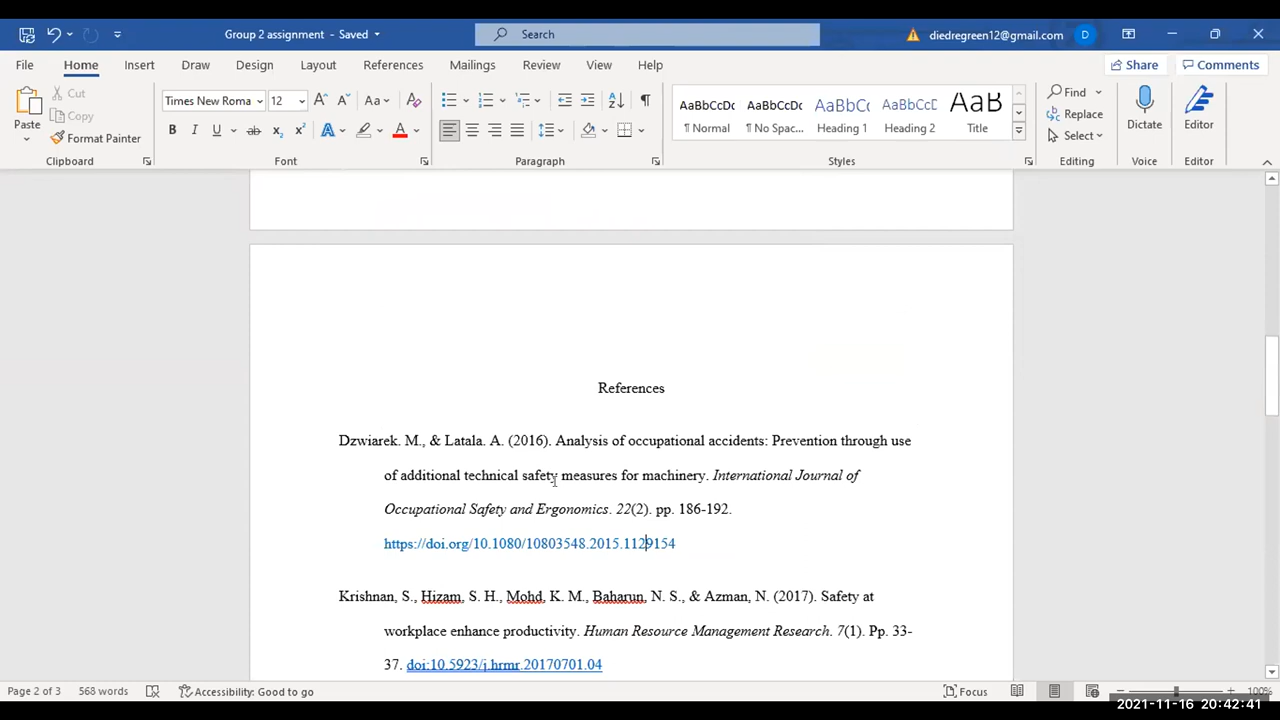 Group 2 assignment - Saved
Search
diedregreen12@gmail.com
D
File
Home
Insert
Draw
Design
Layout
References
Mailings
Review
View
Help
Share
Comments
Paste
Cut
Copy
Format Painter
Clipboard
Times New Roma
12
Font
Paragraph
AaBbCcDc
¶ Normal
AaBbCcDc
¶ No Spac...
AaBbCcD
Heading 1
AaBbCcD
Heading 2
AaB
Title
Styles
Find
Replace
Select
Editing
Dictate
Voice
Editor
Editor
References
Dzwiarek. M., & Latala. A. (2016). Analysis of occupational accidents: Prevention through use
of additional technical safety measures for machinery. International Journal of
Occupational Safety and Ergonomics. 22(2). pp. 186-192.
https://doi.org/10.1080/10803548.2015.1129154
Krishnan, S., Hizam, S. H., Mohd, K. M., Baharun, N. S., & Azman, N. (2017). Safety at
workplace enhance productivity. Human Resource Management Research. 7(1). Pp. 33-
37. doi:10.5923/j.hrmr.20170701.04
Page 2 of 3
568 words
Accessibility: Good to go
Focus
100%
2021-11-16 20:42:41